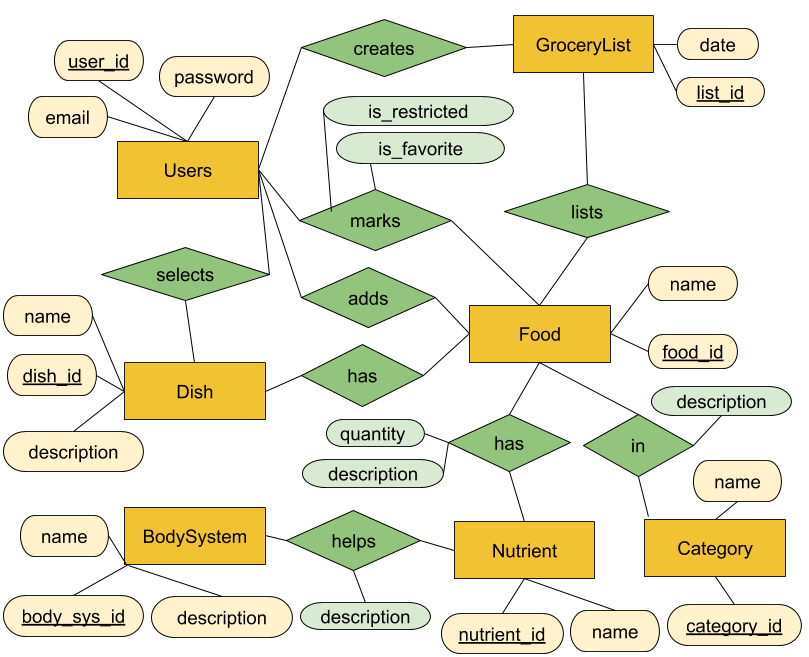 creates
GroceryList
date
user_id
password
list_id
email
is_restricted
is_favorite
Users
marks
lists
selects
adds
name
name
Food
food_id
dish_id
Dish
has
description
description
quantity
has
in
description
name
name
BodySystem
helps
Nutrient
Category
body_sys_id
description
description
nutrient_id
name
category_id